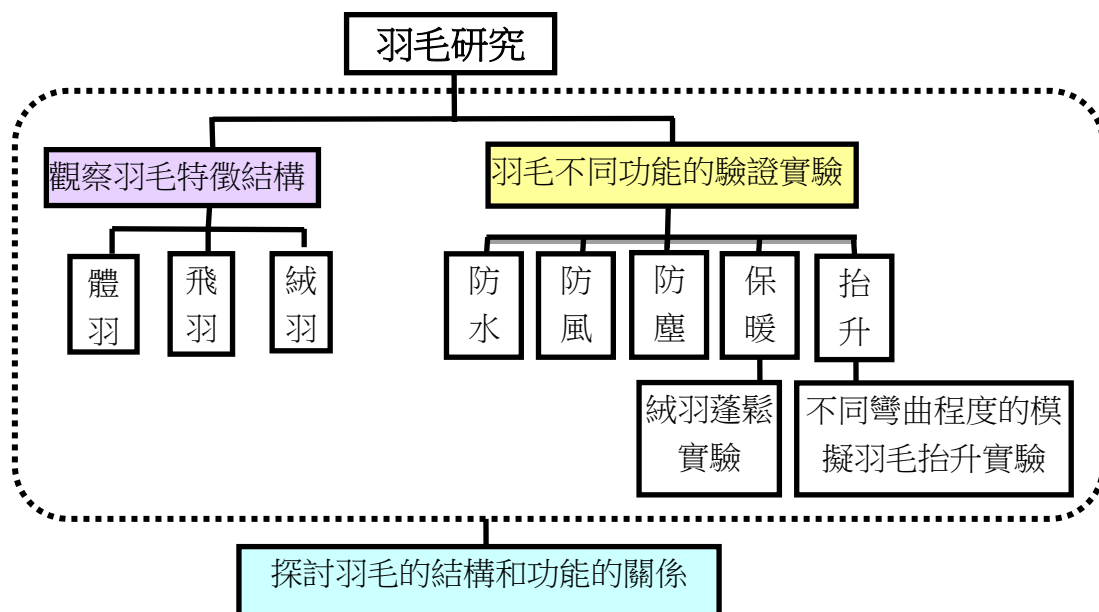 羽毛研究
觀察羽毛特徵結構
羽毛不同功能的驗證實驗
體羽
飛羽
絨羽
防水
防風
防塵
保暖
抬升
絨羽蓬鬆
實驗
不同彎曲程度的模
擬羽毛抬升實驗
探討羽毛的結構和功能的關係